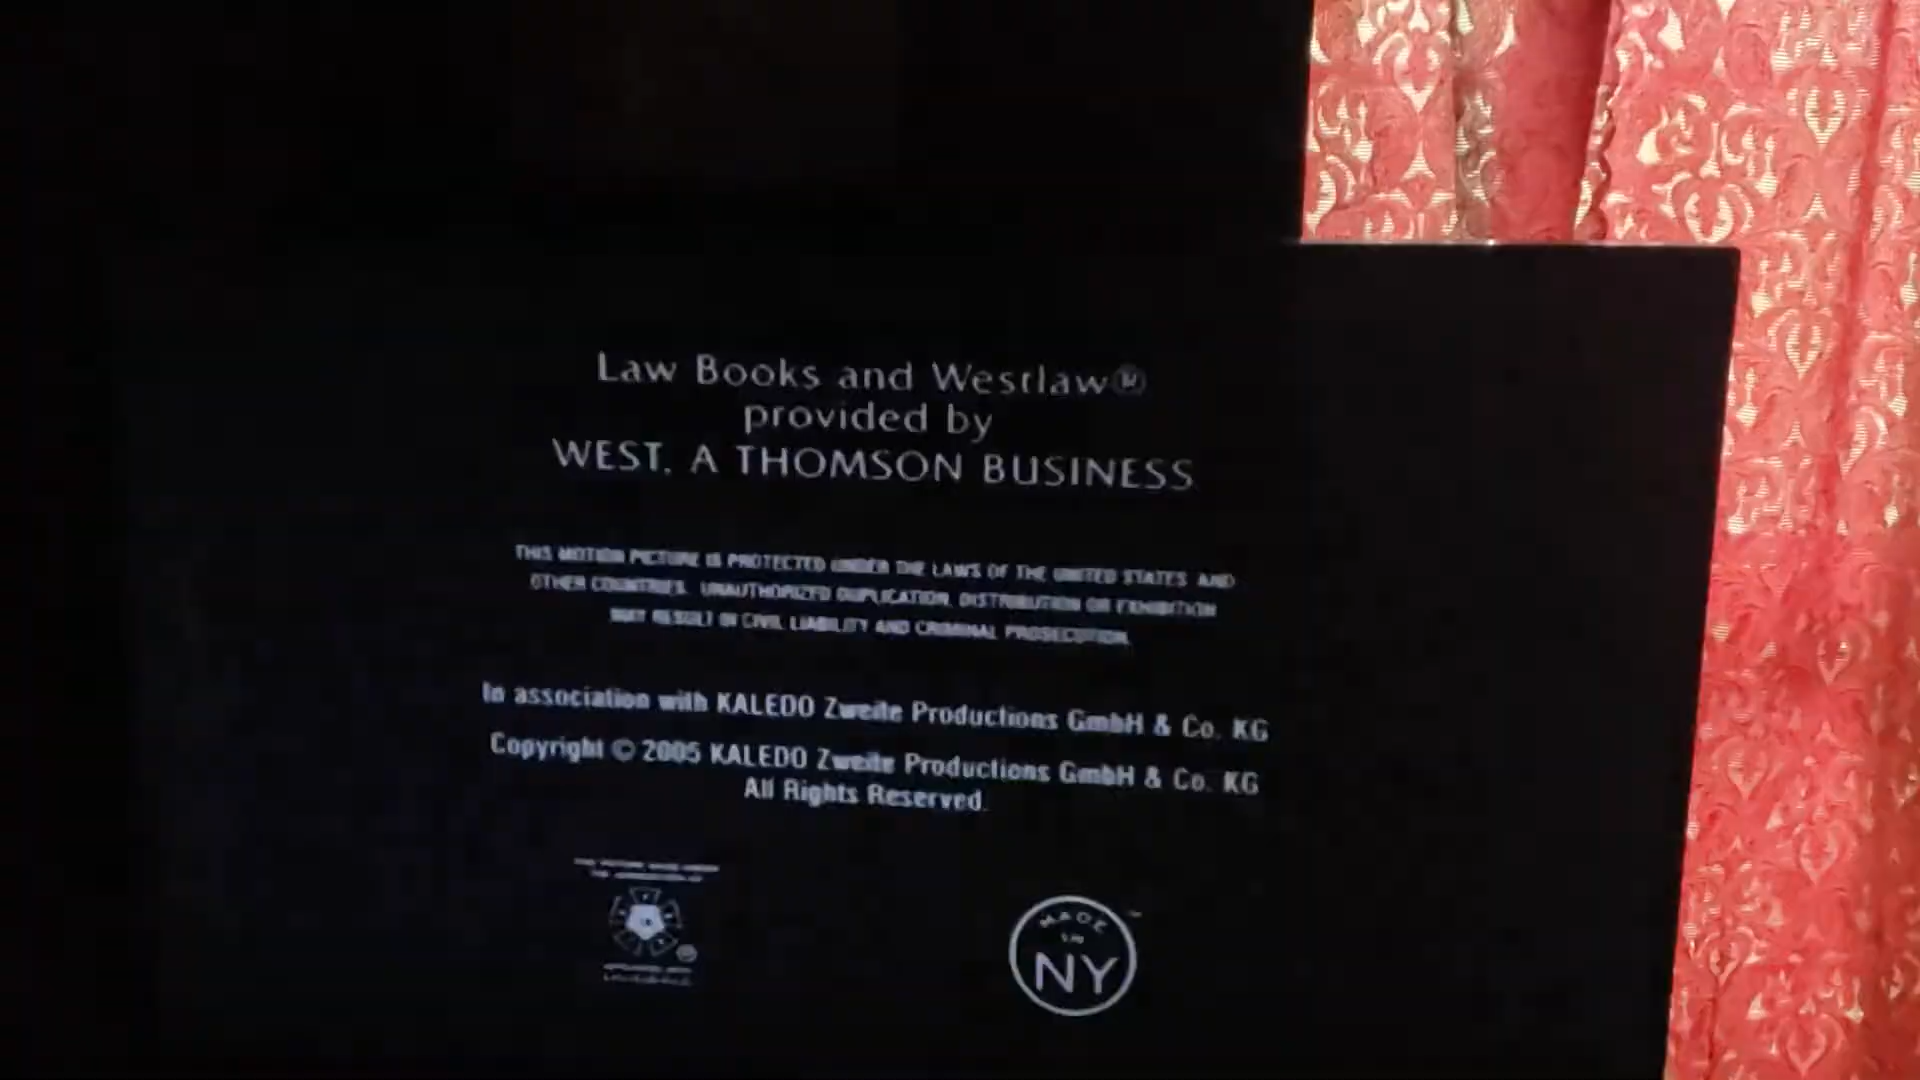 Law Books and Westlaw®
provided by
WEST, A THOMSON BUSINESS
THIS MOTION PICTURE IS PROTECTED UNDER THE LAWS OF THE UNITED STATES AND
OTHER COUNTRIES. UNAUTHORIZED DUPLICATION, DISTRIBUTION OR EXHIBITION
MAY RESULT IN CIVIL LIABILITY AND CRIMINAL PROSECUTION.
In association with KALEDO Zweite Productions GmbH & Co. KG
Copyright © 2005 KALEDO Zweite Productions GmbH & Co. KG
All Rights Reserved.
MADE
IN
NY